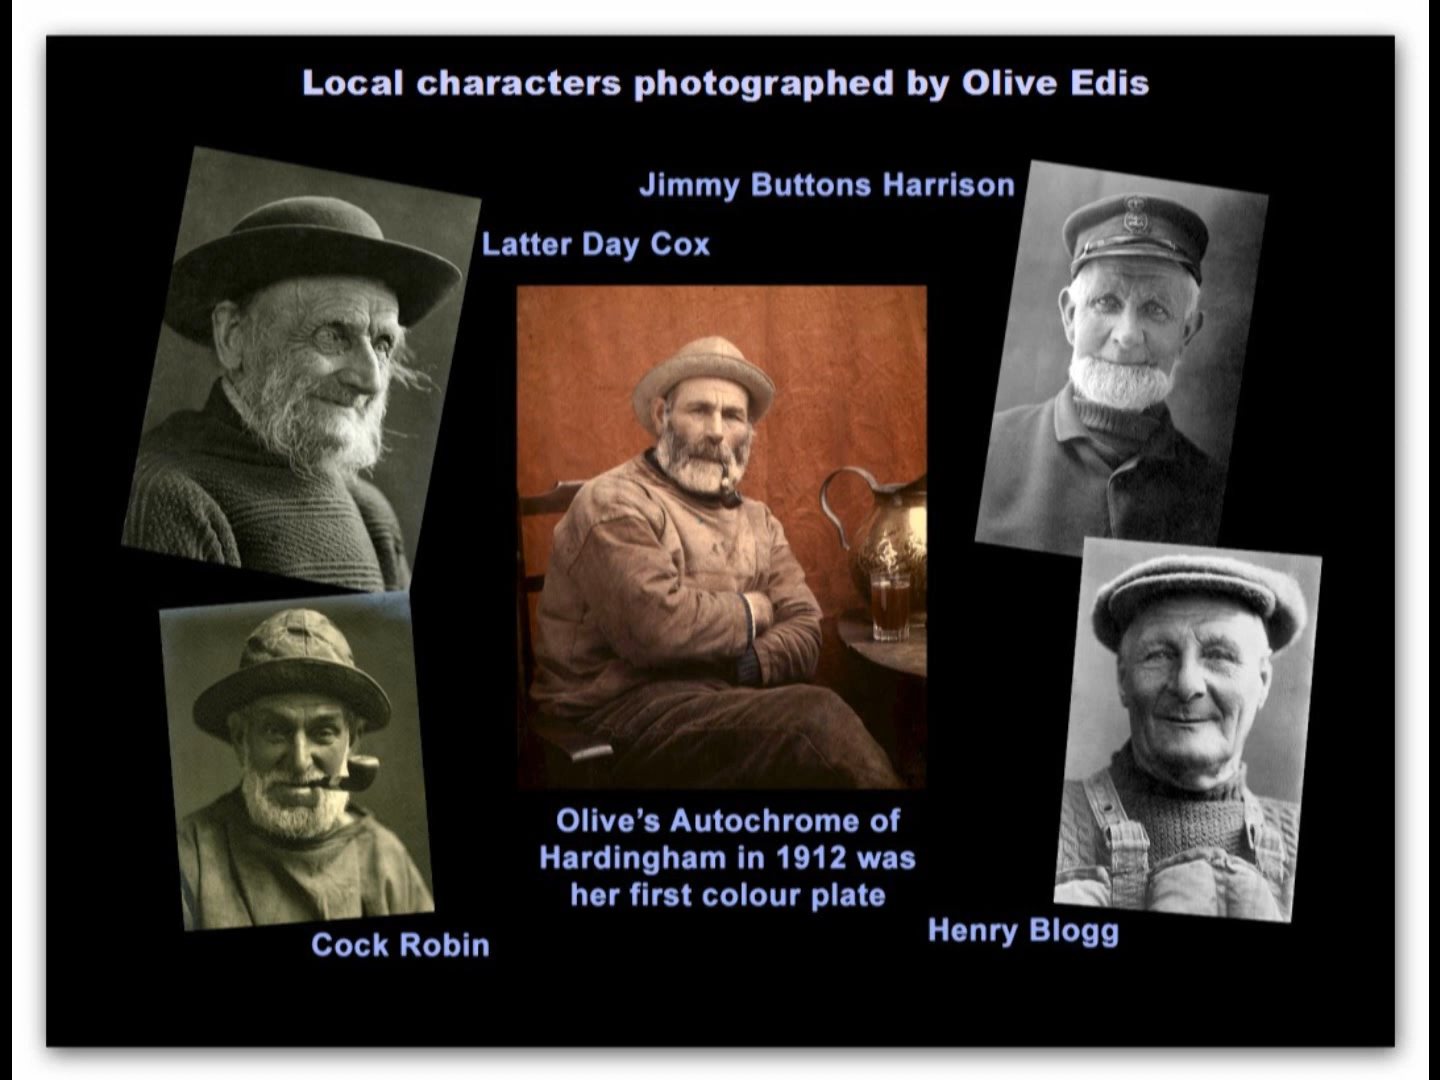 Local characters photographed by Olive Edis
Jimmy Buttons Harrison
Latter Day Cox
Olive’s Autochrome of
Hardingham in 1912 was
her first colour plate
Henry Blogg
Cock Robin